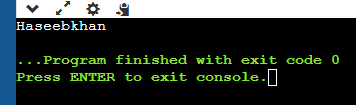 Haseebkhan
...Program finished with exit code 0
Press ENTER to exit console.